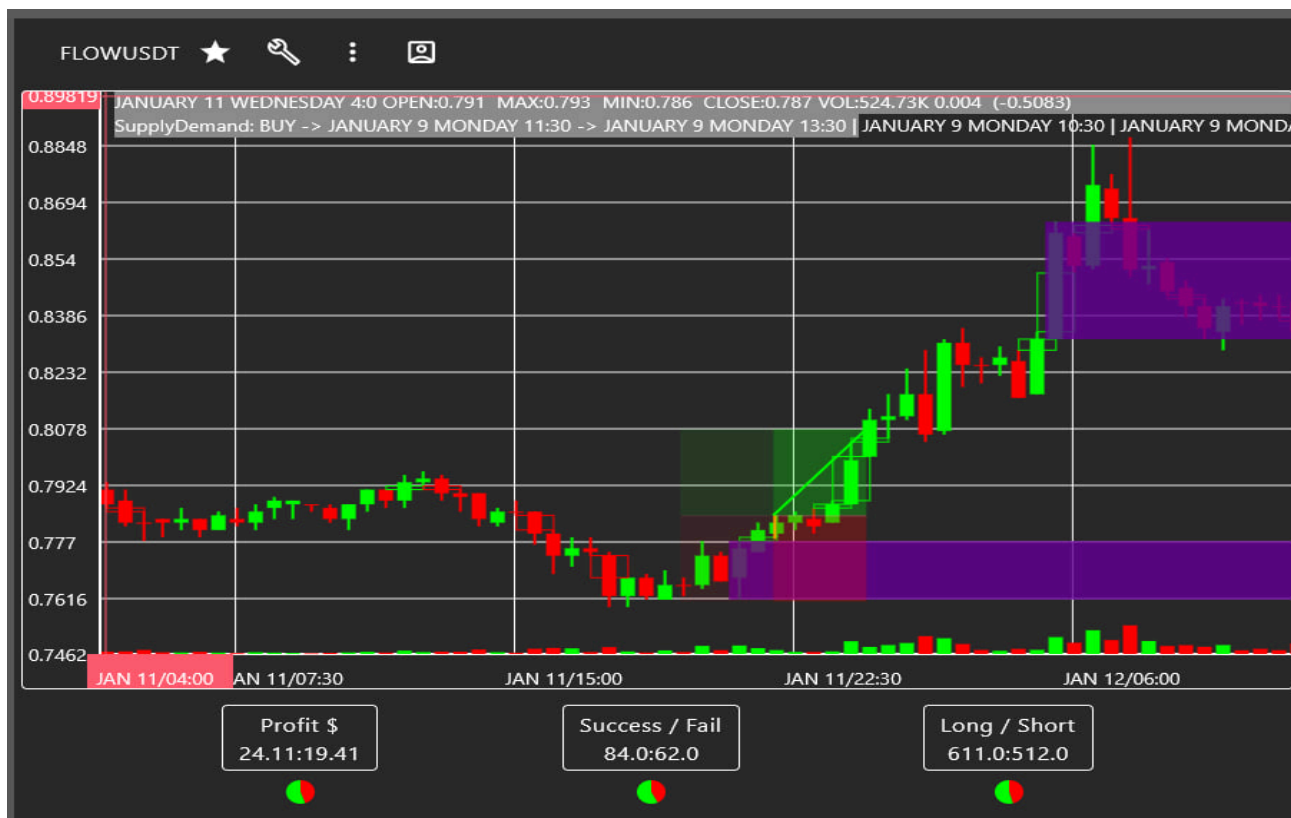 FLOWUSDT
0.89819
JANUARY 11 WEDNESDAY 4:0 OPEN:0.791 MAX:0.793 MIN:0.786 CLOSE:0.787 VOL:524.73K 0.004 (-0.5083)
SupplyDemand: BUY -> JANUARY 9 MONDAY 11:30 -> JANUARY 9 MONDAY 13:30 | JANUARY 9 MONDAY 10:30 | JANUARY 9 MOND
0.8848
0.8694
0.854
0.8386
0.8232
0.8078
0.7924
0.777
0.7616
0.7462
JAN 11/04:00 AN 11/07:30 JAN 11/15:00 JAN 11/22:30 JAN 12/06:00
Profit $ Success / Fail Long / Short
24.11:19.41 84.0:62.0 611.0:512.0